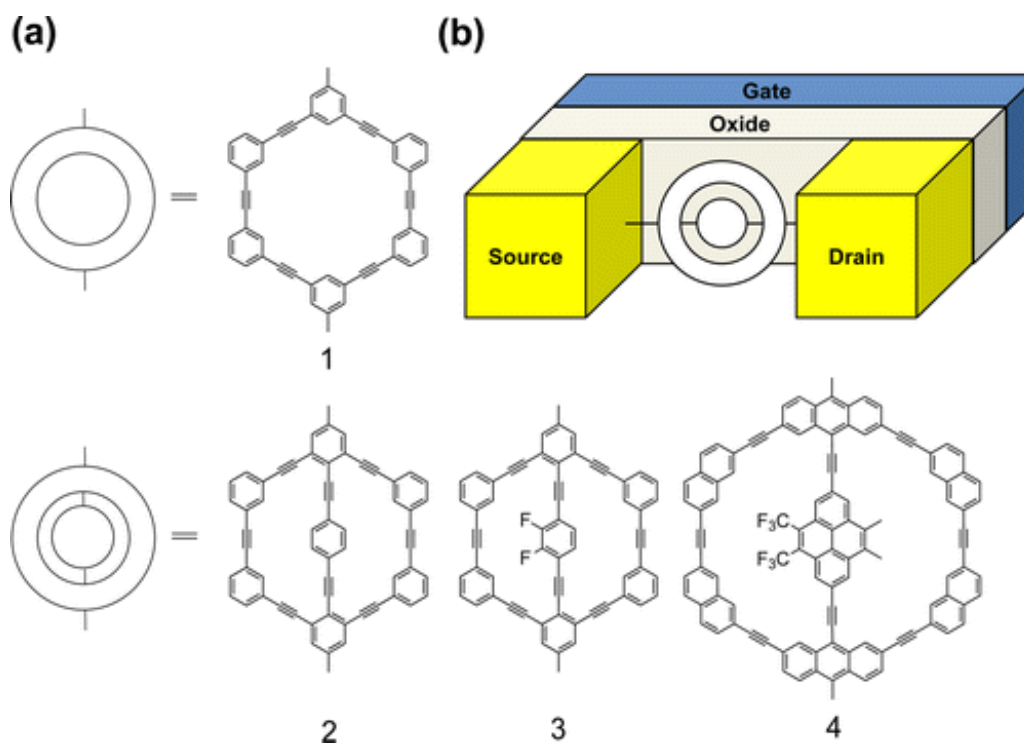 (a)
(b)
Gate
Oxide
Source
Drain
1
F
F
F₃C
F₃C
2
3
4